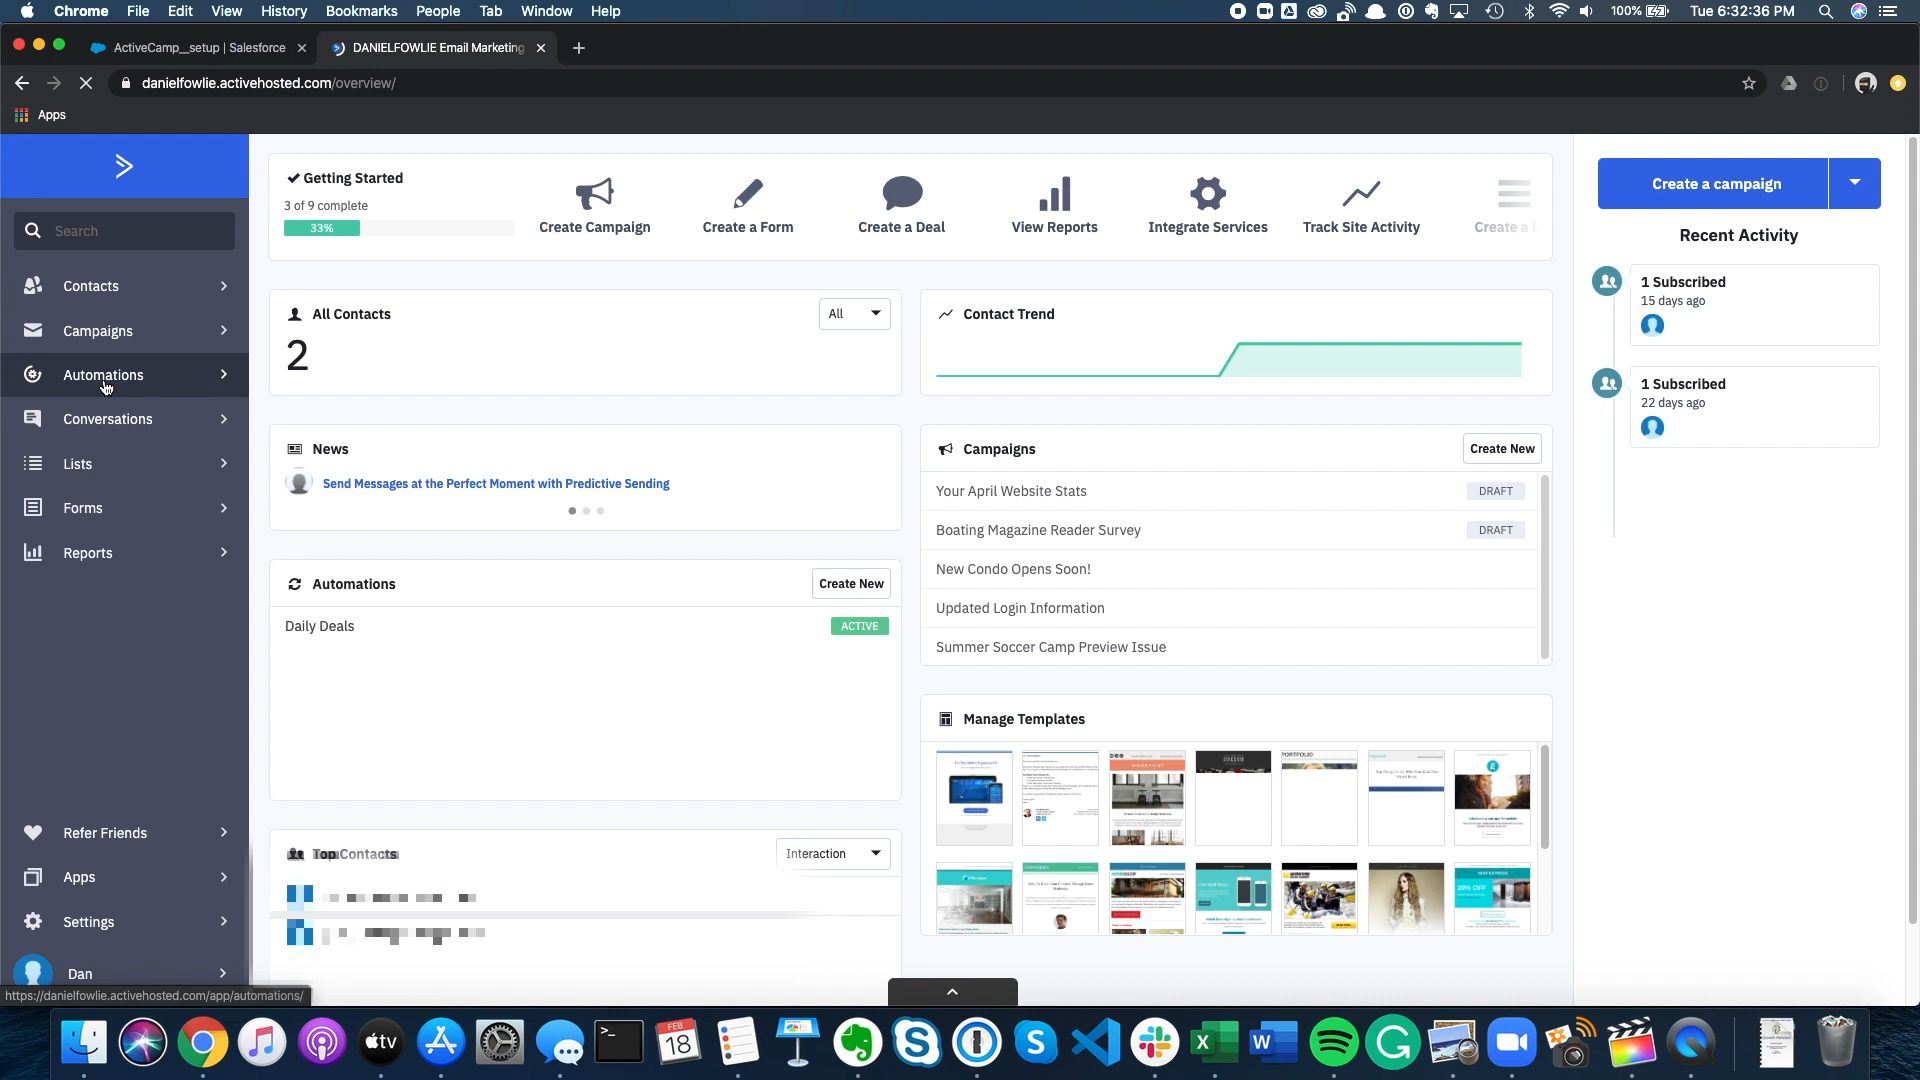 Chrome File Edit View History Bookmarks People Tab Window Help
100% Tue 6:32:36 PM
ActiveCamp_setup | Salesforce
DANIELFOWLIE Email Marketing
danielfowlie.activehosted.com/overview/
Apps
Search
Contacts
Campaigns
Automations
Conversations
Lists
Forms
Reports
Refer Friends
Apps
Settings
Dan
https://danielfowlie.activehosted.com/app/automations/
Getting Started
3 of 9 complete
33%
Create Campaign
Create a Form
Create a Deal
View Reports
Integrate Services
Track Site Activity
Create a
All Contacts
All
2
Contact Trend
News
Send Messages at the Perfect Moment with Predictive Sending
Campaigns
Create New
Your April Website Stats
DRAFT
Boating Magazine Reader Survey
DRAFT
New Condo Opens Soon!
Updated Login Information
Summer Soccer Camp Preview Issue
Automations
Create New
Daily Deals
ACTIVE
Manage Templates
PORTFOLIO
20% OFF
Top Contacts
Interaction
Create a campaign
Recent Activity
1 Subscribed
15 days ago
1 Subscribed
22 days ago
tv
FEB
18